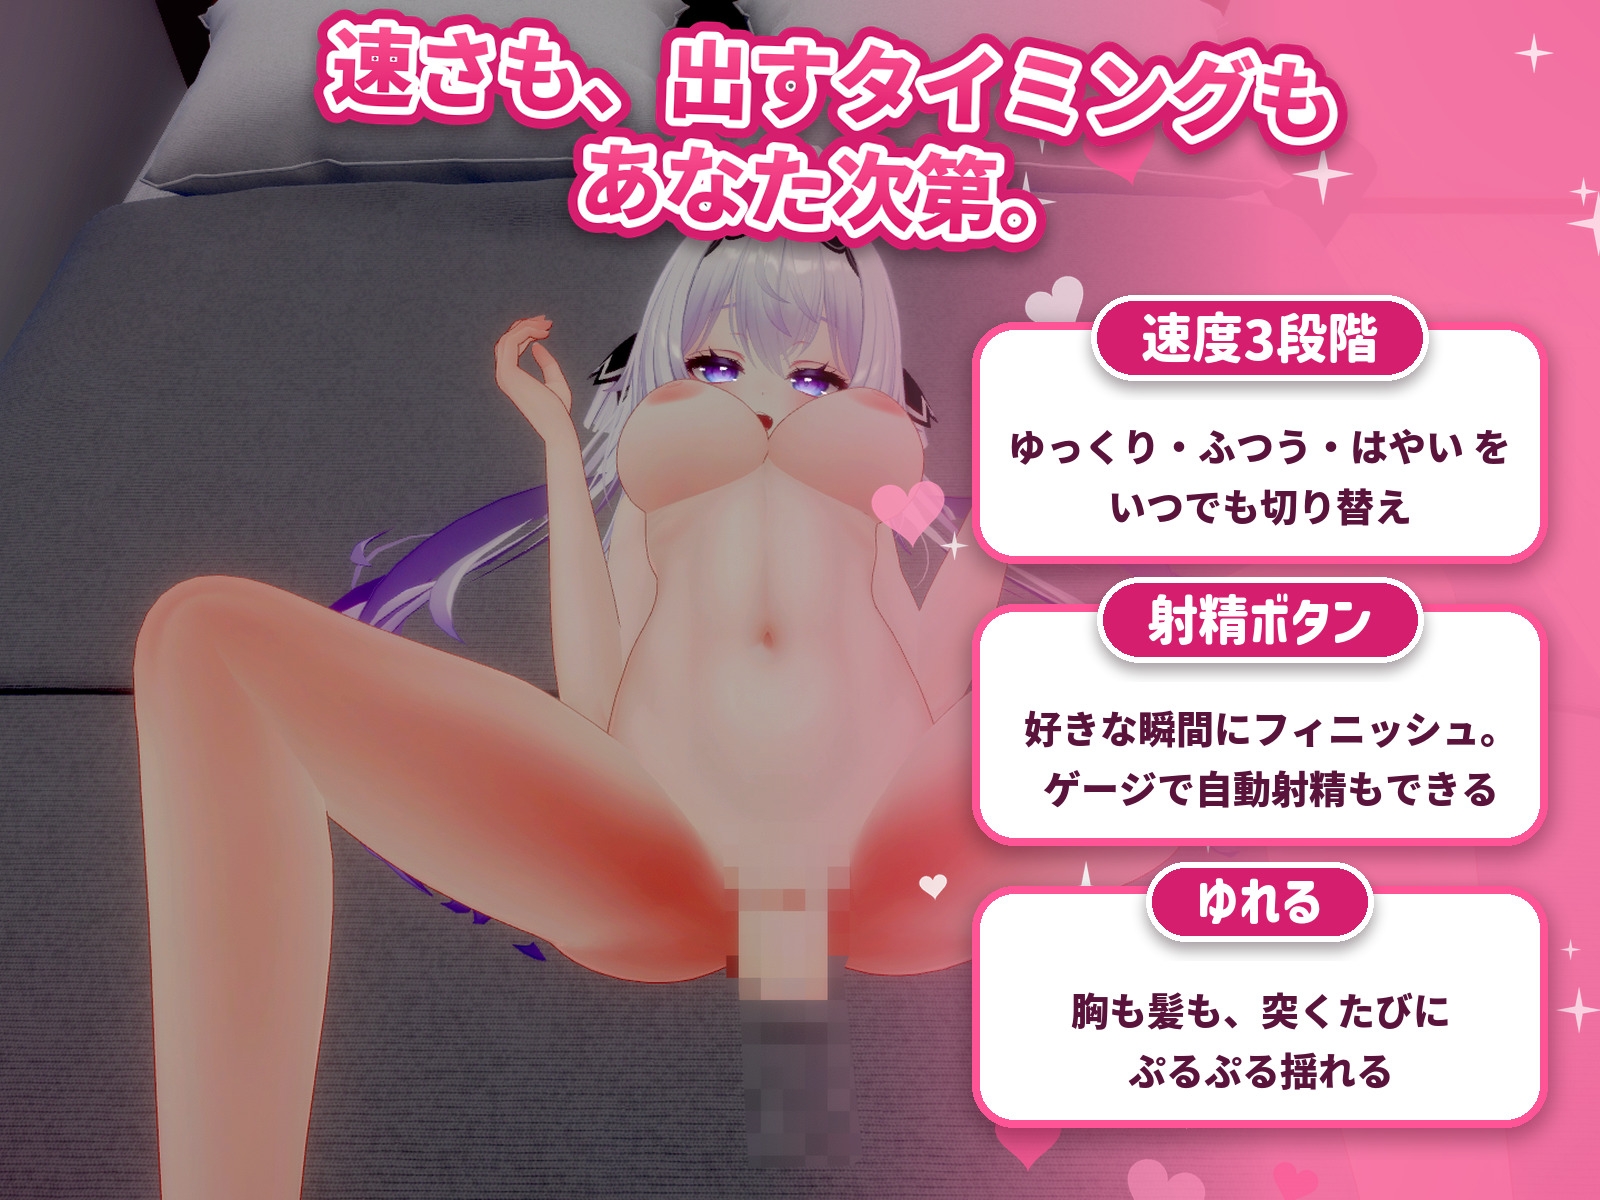 速さも、出すタイミングも
あなた次第。
速度3段階
ゆっくり・ふつう・はやい を
いつでも切り替え
射精ボタン
好きな瞬間にフィニッシュ。
ゲージで自動射精もできる
ゆれる
胸も髪も、突くたびに
ぷるぷる揺れる